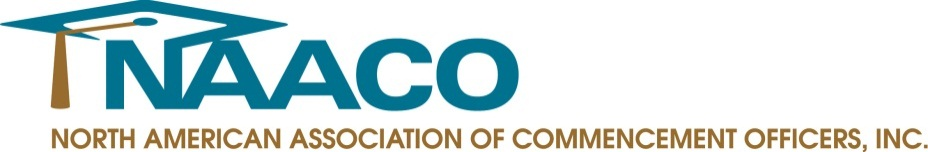 NAACO
NORTH AMERICAN ASSOCIATION OF COMMENCEMENT OFFICERS, INC.